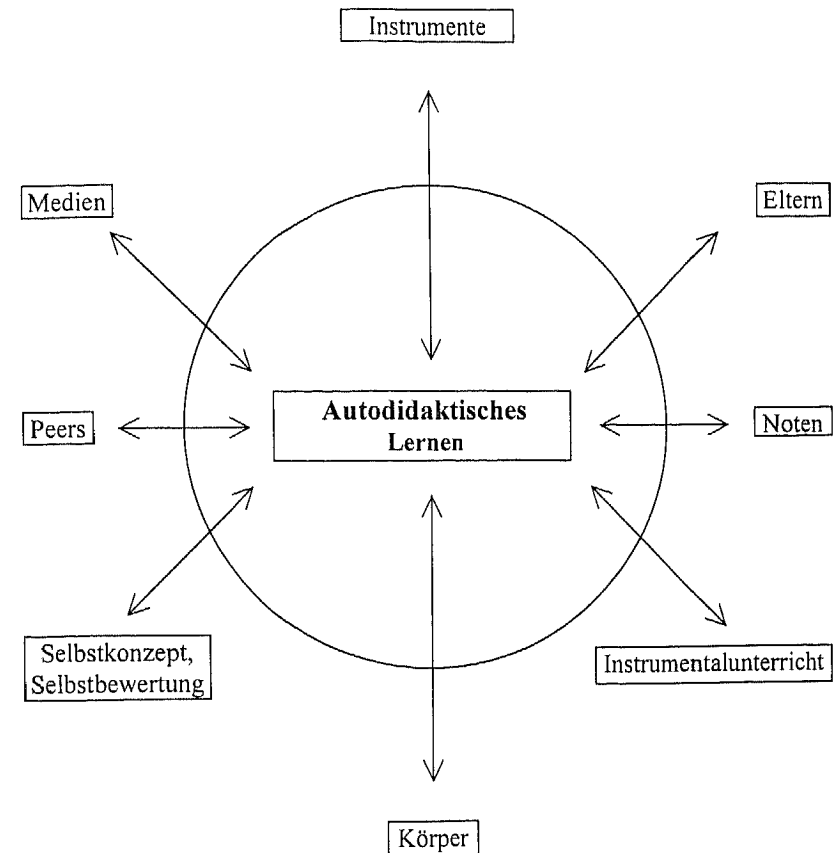 Instrumente
Medien
Eltern
Peers
Autodidaktisches
Lernen
Noten
Selbstkonzept,
Selbstbewertung
Instrumentalunterricht
Körper